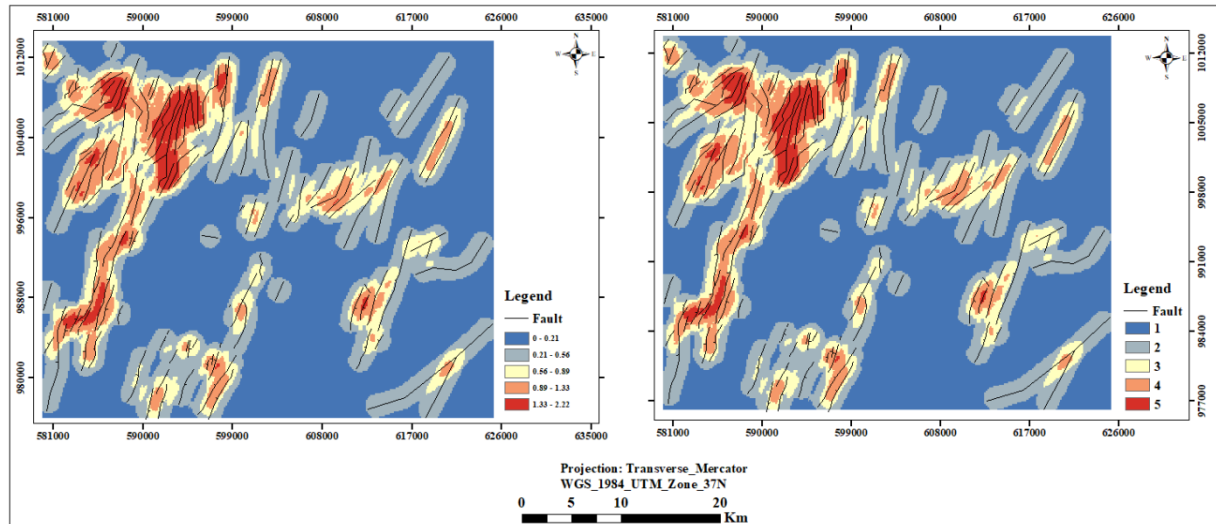 581000 590000 599000 608000 617000 626000 635000
1012000
1004000
996000
988000
980000
N
W E
S
Legend
Fault
0 - 0.21
0.21 - 0.56
0.56 - 0.89
0.89 - 1.33
1.33 - 2.22
581000 590000 599000 608000 617000 626000 635000
581000 590000 599000 608000 617000 626000
N
W E
S
1012000
1005000
998000
991000
984000
977000
Legend
Fault
1
2
3
4
5
581000 590000 599000 608000 617000 626000
Projection: Transverse_Mercator
WGS_1984_UTM_Zone_37N
0 5 10 20
Km